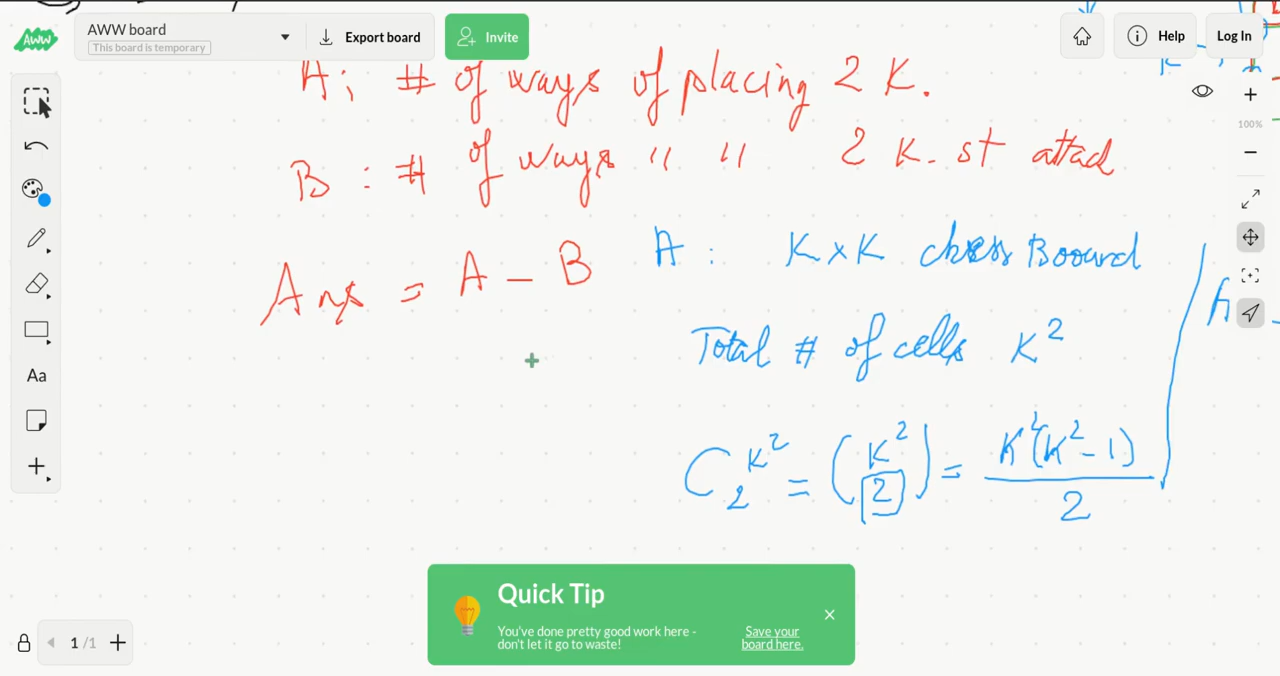 AWW
AWW board
This board is temporary
Export board
Invite
Help
Log In
100%
A: # of ways of placing 2 K.
B : # of ways " " 2 K. st attack
Ans = A - B
A : K x K chess Boourd
Total # of cells K²
C₂^K² = (K² 2) = K²(K²-1) / 2
Aa
Quick Tip
You've done pretty good work here -
don't let it go to waste!
Save your
board here.
1 / 1